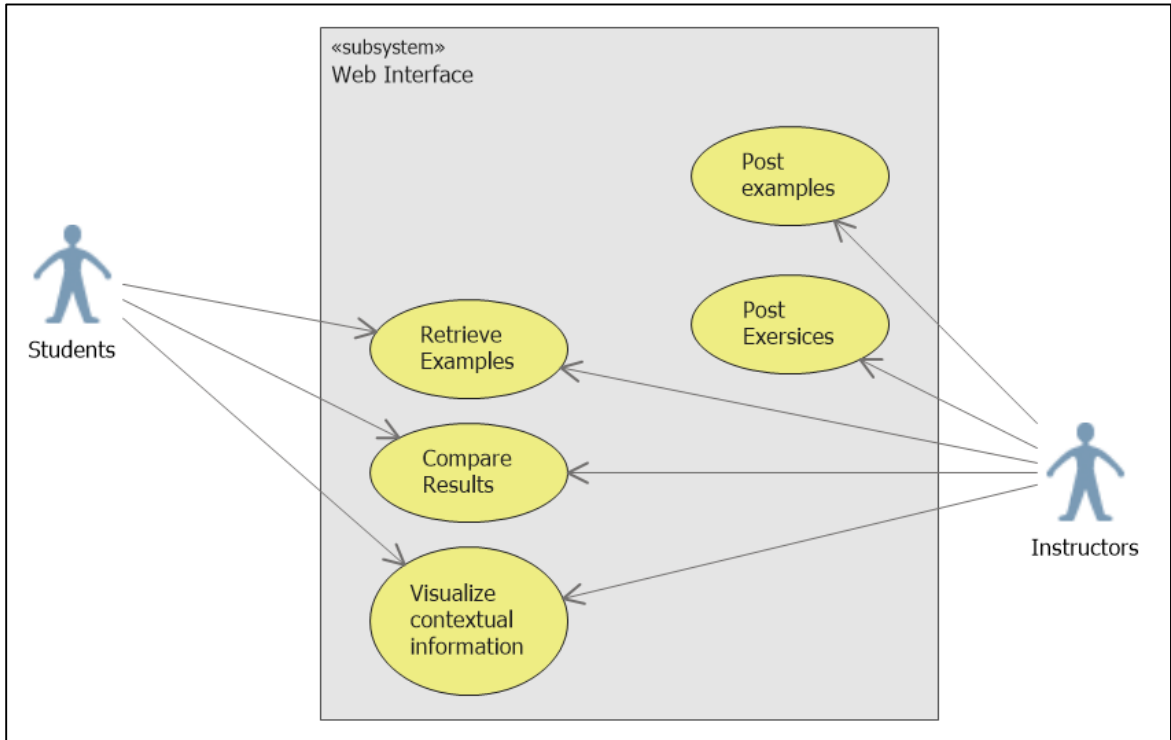 «subsystem»
Web Interface
Post
examples
Post
Exersices
Students
Retrieve
Examples
Compare
Results
Instructors
Visualize
contextual
information